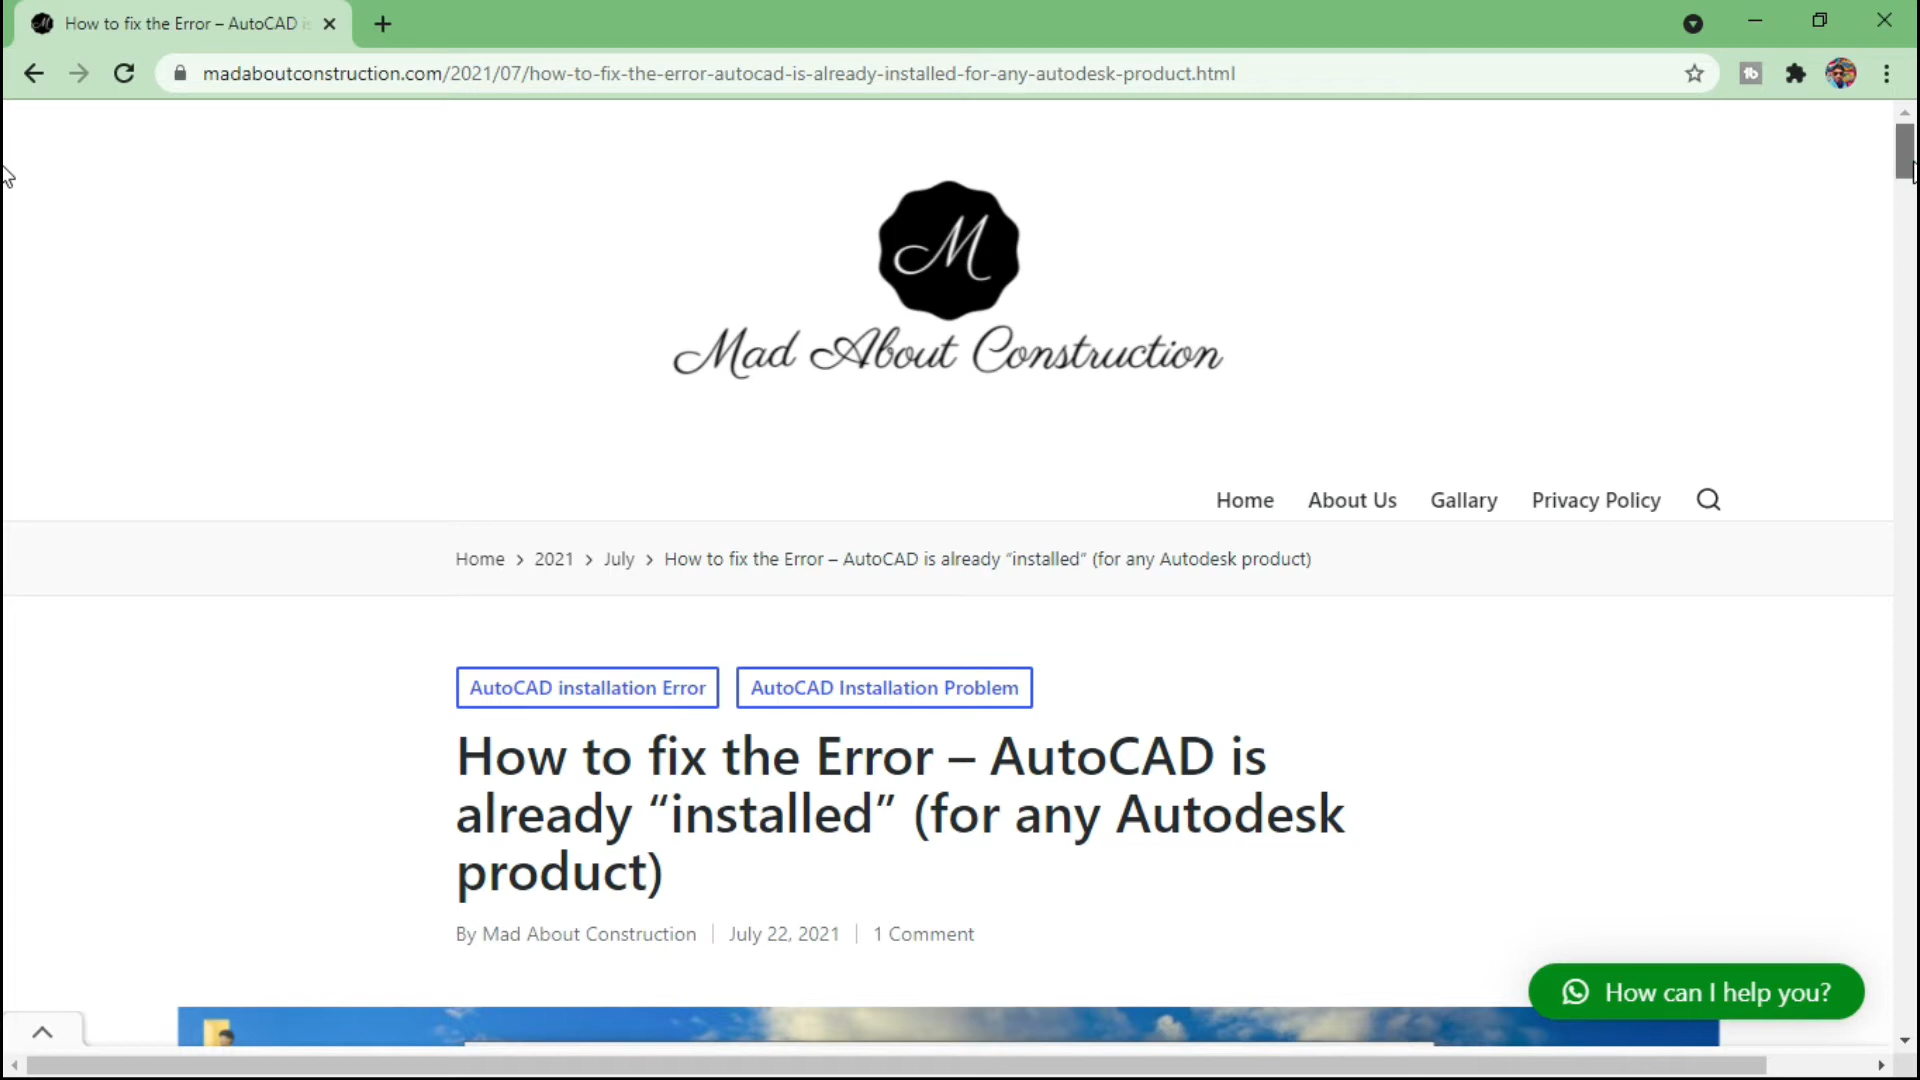 How to fix the Error – AutoCAD i
madaboutconstruction.com/2021/07/how-to-fix-the-error-autocad-is-already-installed-for-any-autodesk-product.html
tb
M
Mad About Construction
Home About Us Gallary Privacy Policy
Home > 2021 > July > How to fix the Error – AutoCAD is already “installed” (for any Autodesk product)
AutoCAD installation Error AutoCAD Installation Problem
How to fix the Error – AutoCAD is
already “installed” (for any Autodesk
product)
By Mad About Construction | July 22, 2021 | 1 Comment
How can I help you?